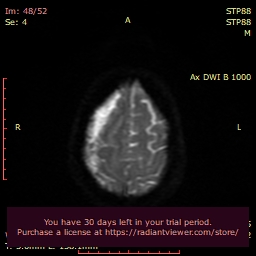 Im: 48/52
Se: 4
A
STP88
STP88
M
Ax DWI B 1000
R
L
You have 30 days left in your trial period.
Purchase a license at https://radiantviewer.com/store/